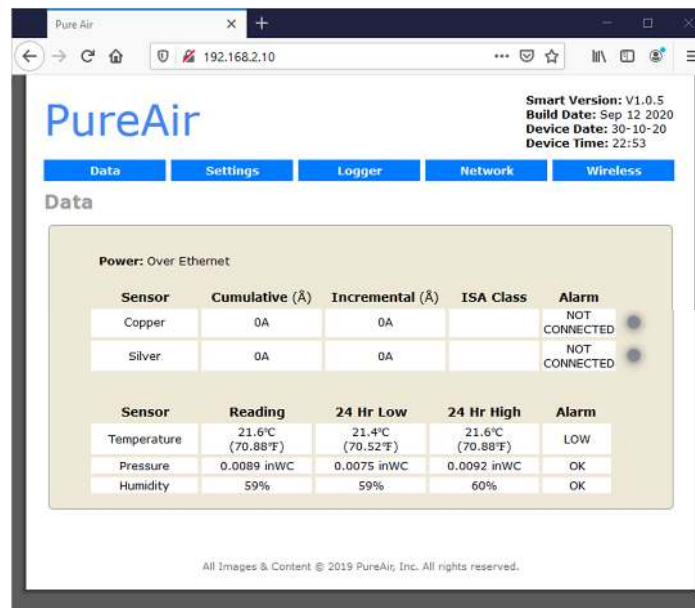 Pure Air
192.168.2.10
PureAir
Smart Version: V1.0.5
Build Date: Sep 12 2020
Device Date: 30-10-20
Device Time: 22:53
Data Settings Logger Network Wireless
Data
Power: Over Ethernet
Sensor Cumulative (Å) Incremental (Å) ISA Class Alarm
Copper 0A 0A NOT CONNECTED
Silver 0A 0A NOT CONNECTED
Sensor Reading 24 Hr Low 24 Hr High Alarm
Temperature 21.6℃ (70.88℉) 21.4℃ (70.52℉) 21.6℃ (70.88℉) LOW
Pressure 0.0089 inWC 0.0075 inWC 0.0092 inWC OK
Humidity 59% 59% 60% OK
All Images & Content © 2019 PureAir, Inc. All rights reserved.